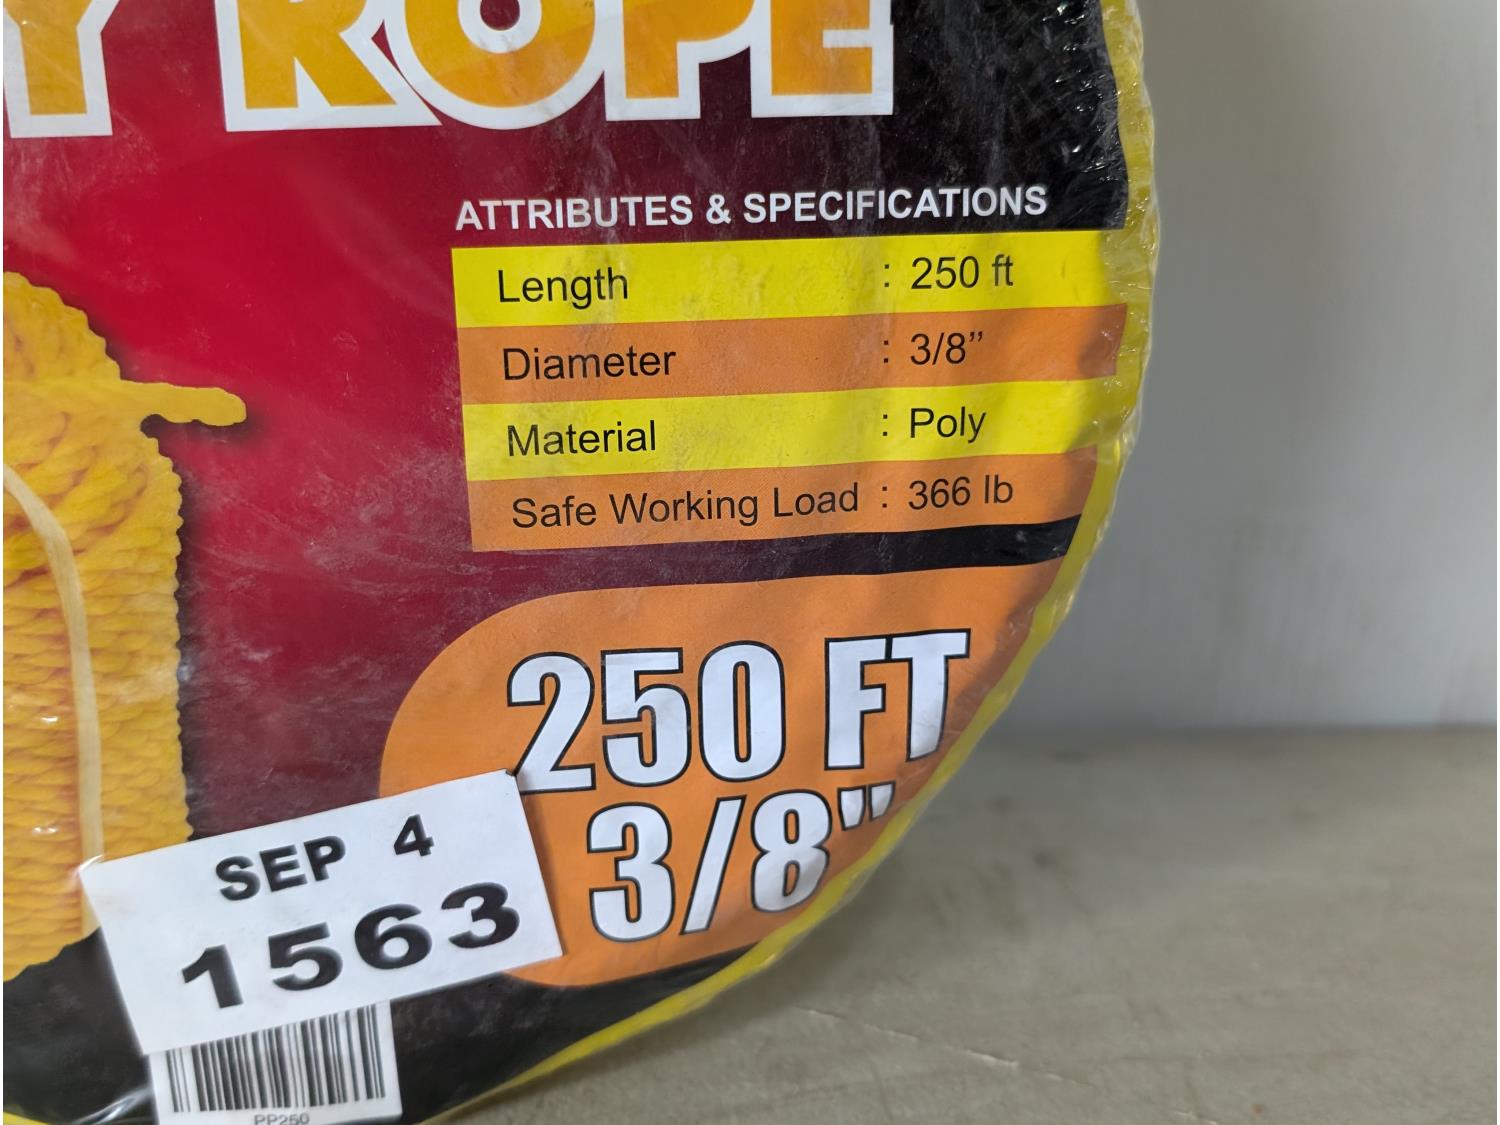 Y ROPE
ATTRIBUTES & SPECIFICATIONS
Length : 250 ft
Diameter : 3/8”
Material : Poly
Safe Working Load : 366 lb
250 FT
3/8"
SEP 4
1563
PP250